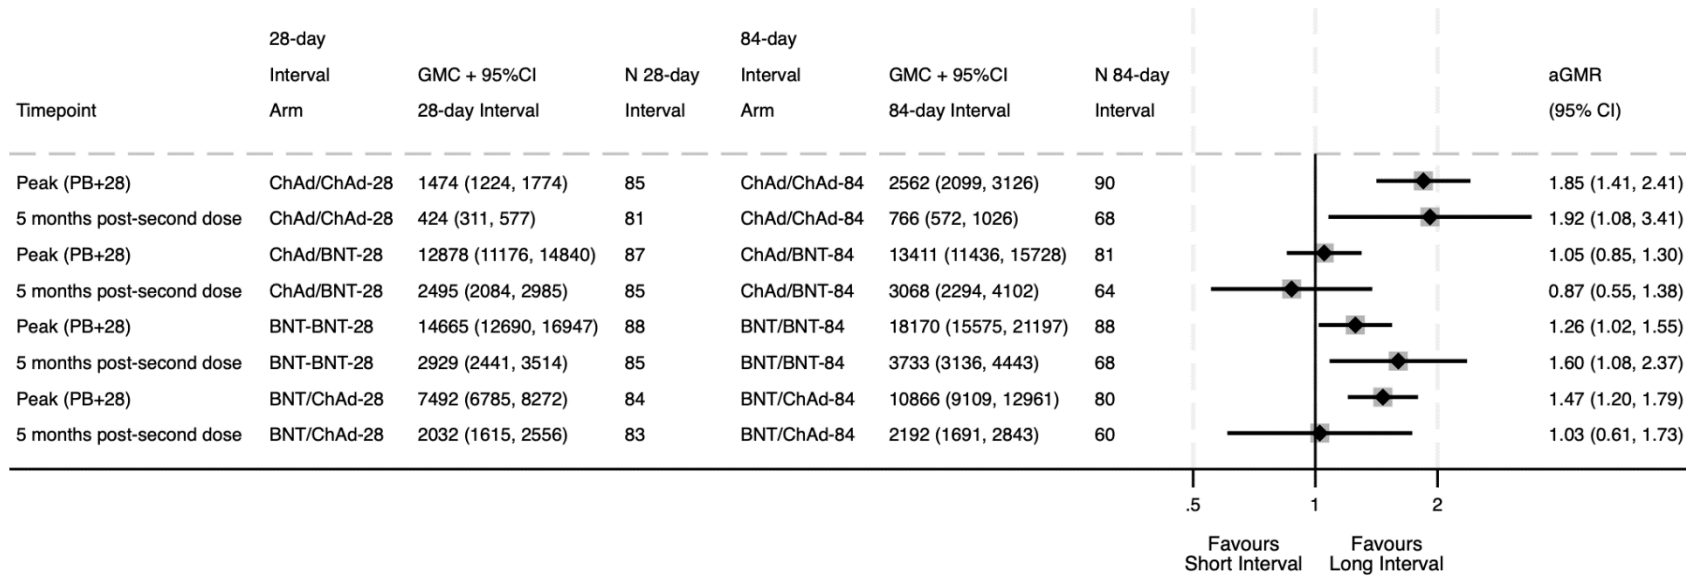 28-day 84-day
Interval GMC + 95%CI N 28-day Interval GMC + 95%CI N 84-day aGMR
Timepoint Arm 28-day Interval Interval Arm 84-day Interval Interval (95% CI)
Peak (PB+28) ChAd/ChAd-28 1474 (1224, 1774) 85 ChAd/ChAd-84 2562 (2099, 3126) 90 1.85 (1.41, 2.41)
5 months post-second dose ChAd/ChAd-28 424 (311, 577) 81 ChAd/ChAd-84 766 (572, 1026) 68 1.92 (1.08, 3.41)
Peak (PB+28) ChAd/BNT-28 12878 (11176, 14840) 87 ChAd/BNT-84 13411 (11436, 15728) 81 1.05 (0.85, 1.30)
5 months post-second dose ChAd/BNT-28 2495 (2084, 2985) 85 ChAd/BNT-84 3068 (2294, 4102) 64 0.87 (0.55, 1.38)
Peak (PB+28) BNT-BNT-28 14665 (12690, 16947) 88 BNT/BNT-84 18170 (15575, 21197) 88 1.26 (1.02, 1.55)
5 months post-second dose BNT-BNT-28 2929 (2441, 3514) 85 BNT/BNT-84 3733 (3136, 4443) 68 1.60 (1.08, 2.37)
Peak (PB+28) BNT/ChAd-28 7492 (6785, 8272) 84 BNT/ChAd-84 10866 (9109, 12961) 80 1.47 (1.20, 1.79)
5 months post-second dose BNT/ChAd-28 2032 (1615, 2556) 83 BNT/ChAd-84 2192 (1691, 2843) 60 1.03 (0.61, 1.73)
.5 1 2
Favours Favours
Short Interval Long Interval